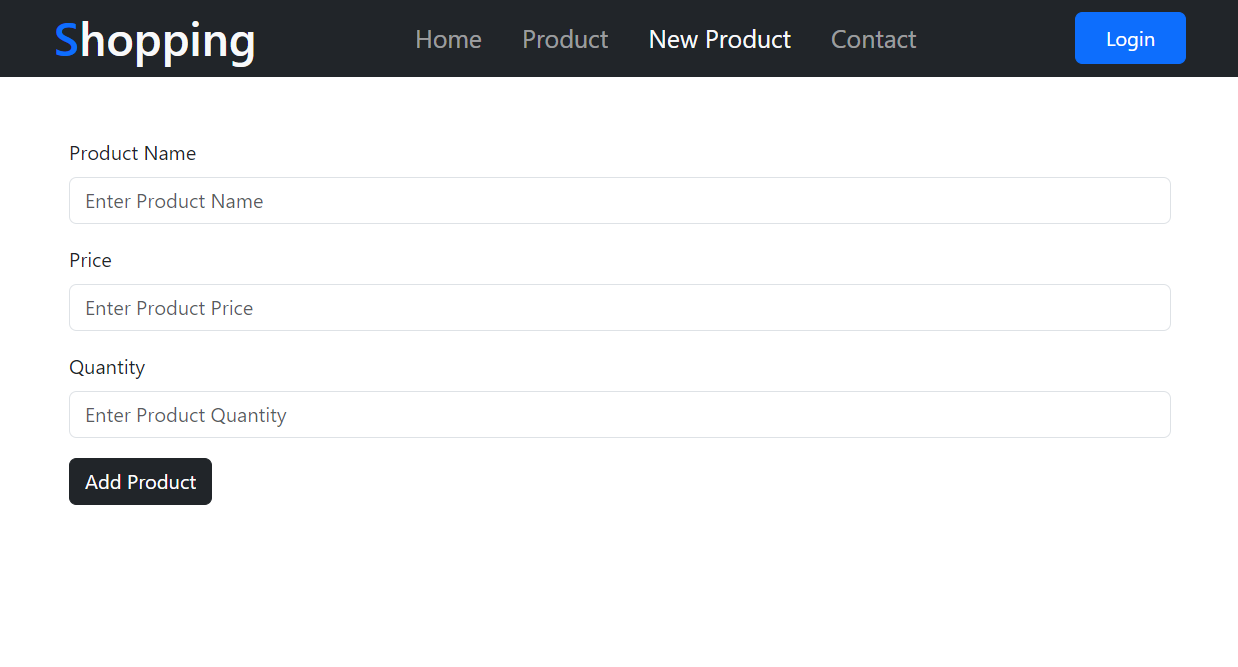 Shopping Home Product New Product Contact Login
Product Name
Enter Product Name
Price
Enter Product Price
Quantity
Enter Product Quantity
Add Product